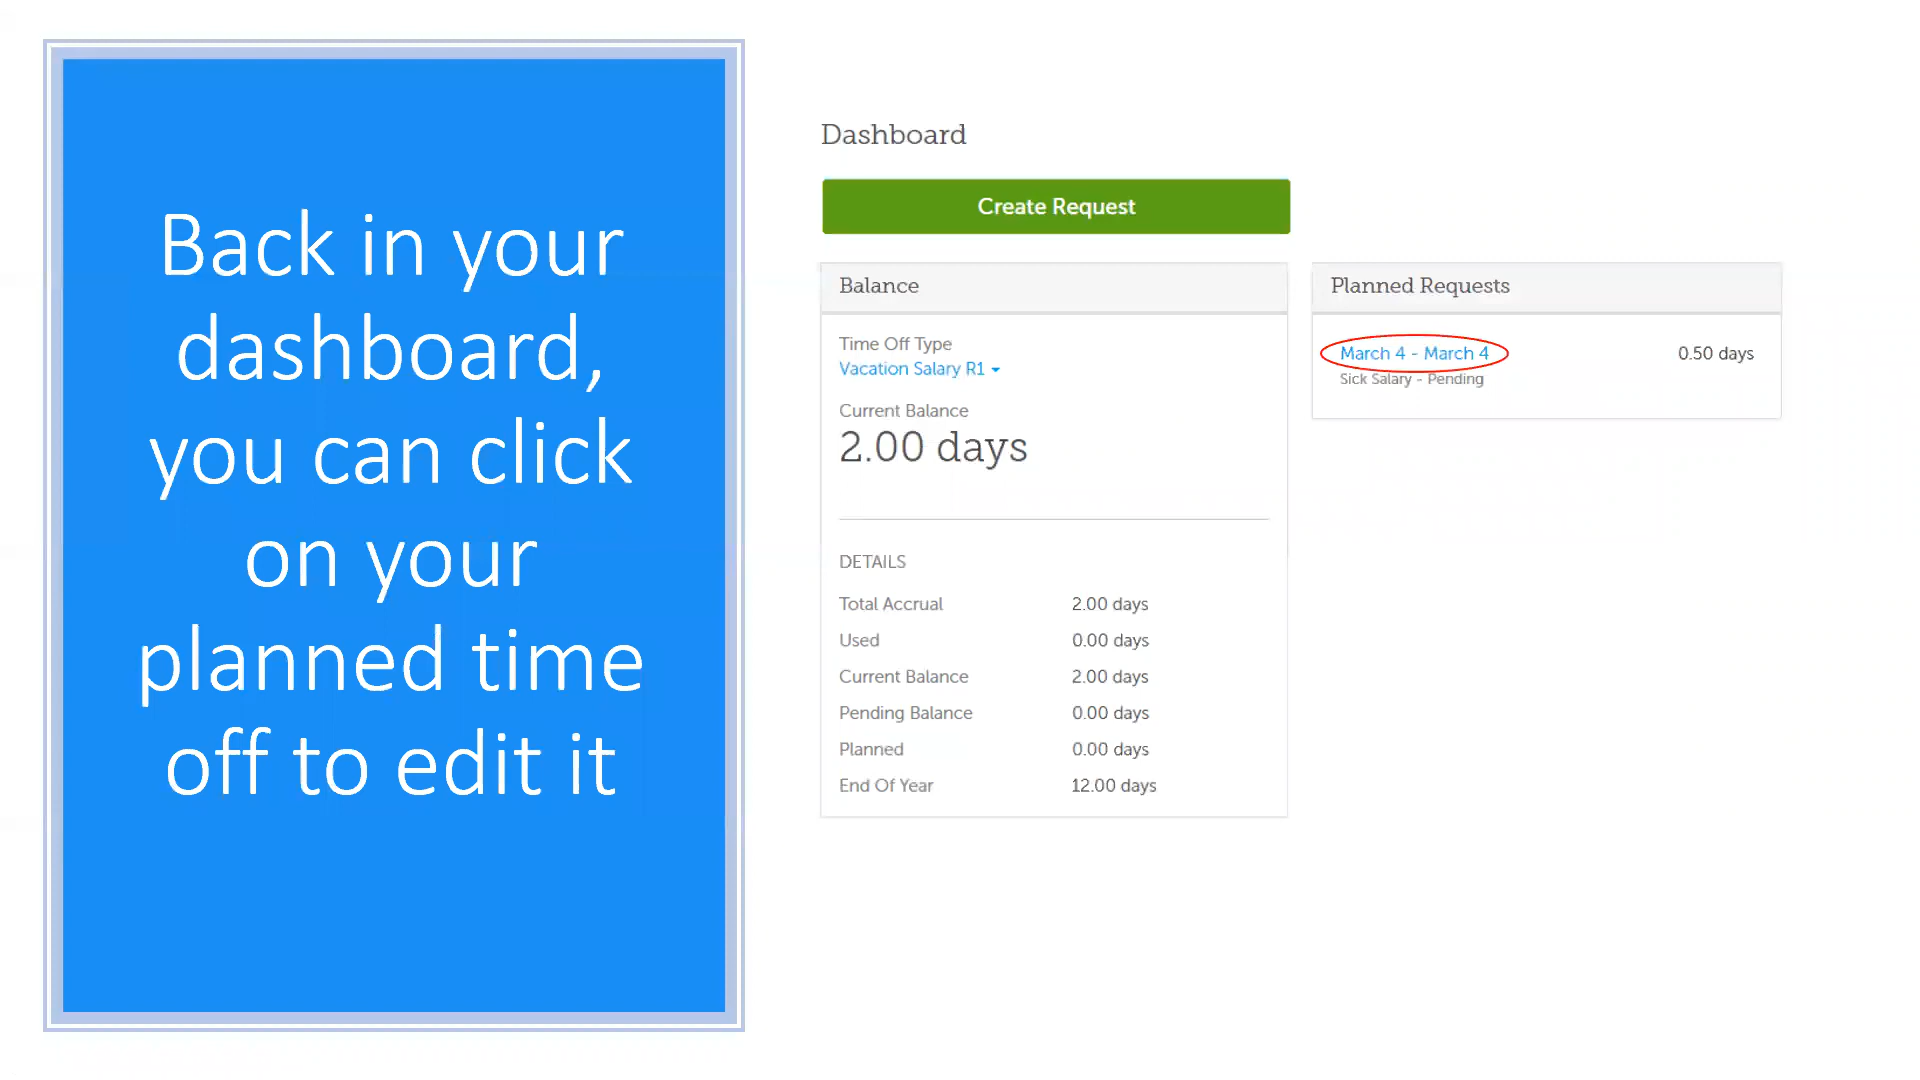 Back in your
dashboard,
you can click
on your
planned time
off to edit it
Dashboard
Create Request
Balance
Time Off Type
Vacation Salary R1
Current Balance
2.00 days
DETAILS
Total Accrual 2.00 days
Used 0.00 days
Current Balance 2.00 days
Pending Balance 0.00 days
Planned 0.00 days
End Of Year 12.00 days
Planned Requests
March 4 - March 4 0.50 days
Sick Salary - Pending